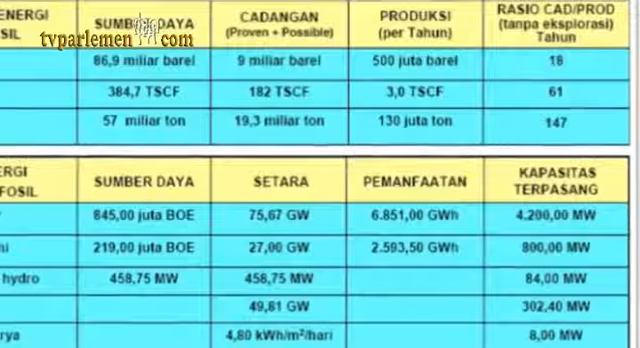 ENERGI SUMBER DAYA CADANGAN PRODUKSI RASIO CAD/PROD
SIL (Proven + Possible) (per Tahun) (tanpa eksplorasi)
Tahun
tvparlemen.com
86,9 miliar barel 9 miliar barel 500 juta barel 18
384,7 TSCF 182 TSCF 3,0 TSCF 61
57 miliar ton 19,3 miliar ton 130 juta ton 147
ERGI SUMBER DAYA SETARA PEMANFAATAN KAPASITAS
FOSIL TERPASANG
845,00 juta BOE 75,67 GW 6.851,00 GWh 4.200,00 MW
219,00 juta BOE 27,00 GW 2.593,50 GWh 800,00 MW
hydro 458,75 MW 458,75 MW 84,00 MW
49,81 GW 302,40 MW
rya 4,80 kWh/m²/hari 8,00 MW